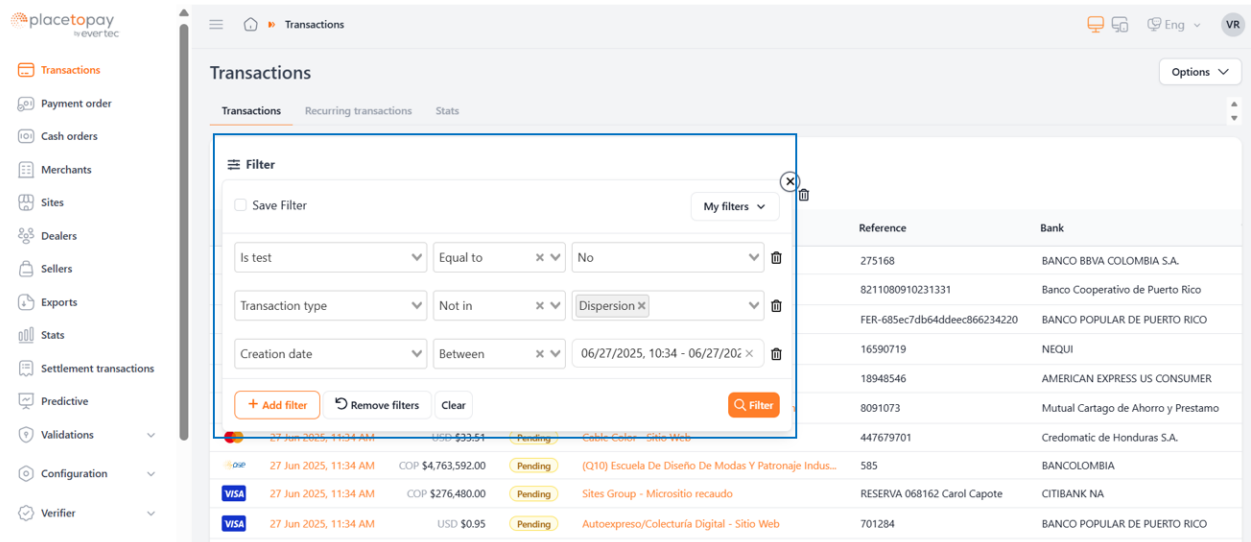 placetopay
by evertec
Transactions
Eng
VR
Transactions
Payment order
Cash orders
Merchants
Sites
Dealers
Sellers
Exports
Stats
Settlement transactions
Predictive
Validations
Configuration
Verifier
Transactions
Options
Transactions Recurring transactions Stats
Filter
Save Filter
My filters
Is test Equal to No
Transaction type Not in Dispersion
Creation date Between 06/27/2025, 10:34 - 06/27/202
+ Add filter Remove filters Clear Filter
Reference Bank
275168 BANCO BBVA COLOMBIA S.A.
8211080910231331 Banco Cooperativo de Puerto Rico
FER-685ec7db64ddeec866234220 BANCO POPULAR DE PUERTO RICO
16590719 NEQUI
18948546 AMERICAN EXPRESS US CONSUMER
8091073 Mutual Cartago de Ahorro y Prestamo
27 Jun 2025, 11:34 AM USD $33.51 Pending Cable Color - Sitio Web 447679701 Credomatic de Honduras S.A.
pse 27 Jun 2025, 11:34 AM COP $4,763,592.00 Pending (Q10) Escuela De Diseño De Modas Y Patronaje Indus... 585 BANCOLOMBIA
VISA 27 Jun 2025, 11:34 AM COP $276,480.00 Pending Sites Group - Micrositio recaudo RESERVA 068162 Carol Capote CITIBANK NA
VISA 27 Jun 2025, 11:34 AM USD $0.95 Pending Autoexpreso/Colecturía Digital - Sitio Web 701284 BANCO POPULAR DE PUERTO RICO